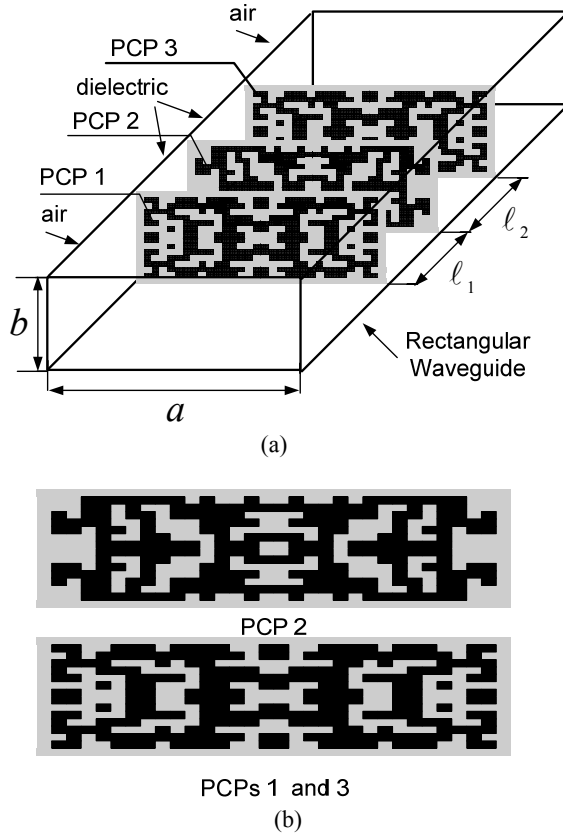 air
PCP 3
dielectric
PCP 2
PCP 1
air
ℓ2
ℓ1
b
Rectangular
Waveguide
a
(a)
PCP 2
PCPs 1 and 3
(b)